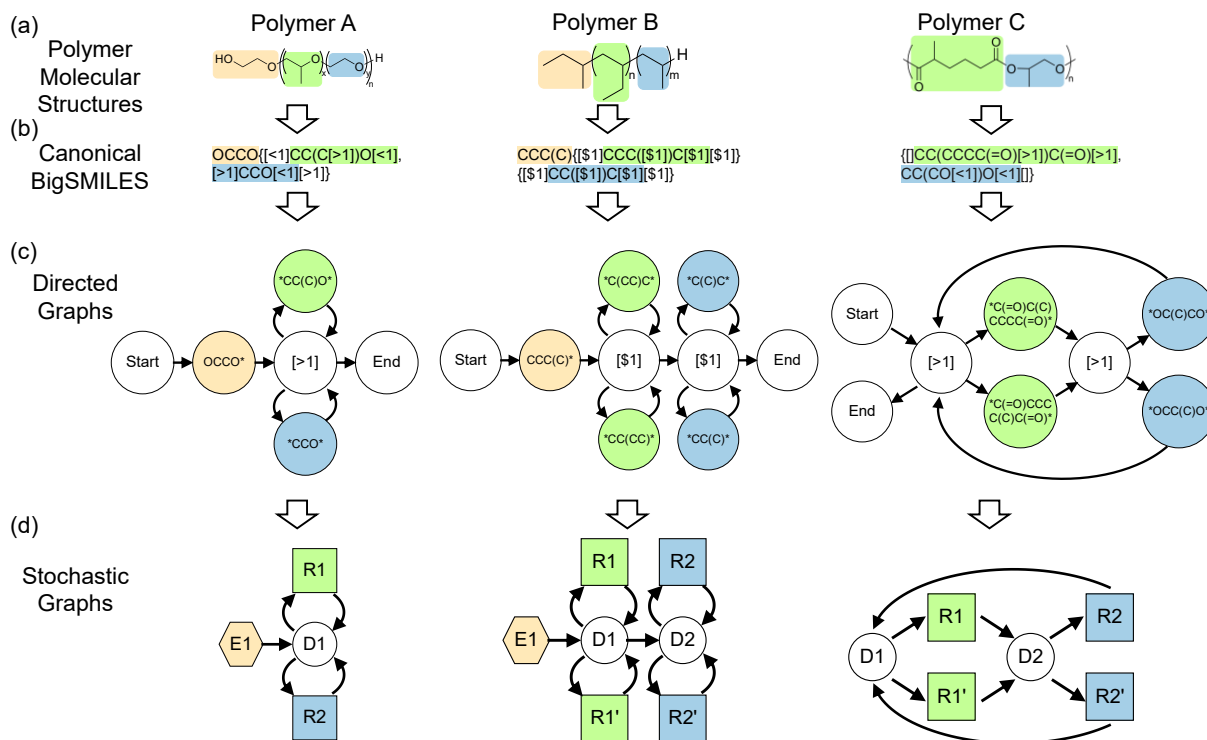 (a)
Polymer
Molecular
Structures
Polymer A
HO
O
O
x
O
y
H
n
Polymer B
n
m
H
Polymer C
O
O
O
O
n
(b)
Canonical
BigSMILES
OCCO{[<1]CC(C[>1])O[<1],
[>1]CCO[<1][>1]}
CCC(C){[$1]CCC([$1])C[$1][$1]}
{[$1]CC([$1])C[$1][$1]}
{[]CC(CCCC(=O)[>1])C(=O)[>1],
CC(CO[<1])O[<1][]}
(c)
Directed
Graphs
Start
OCCO*
*CC(C)O*
[>1]
*CCO*
End
Start
CCC(C)*
*C(CC)C*
[$1]
*CC(CC)*
*C(C)C*
[$1]
*CC(C)*
End
Start
End
[>1]
*C(=O)C(C)
CCCC(=O)*
*C(=O)CCC
C(C)C(=O)*
[>1]
*OC(C)CO*
*OCC(C)O*
(d)
Stochastic
Graphs
E1
R1
D1
R2
E1
R1
D1
R1'
R2
D2
R2'
D1
R1
R1'
D2
R2
R2'